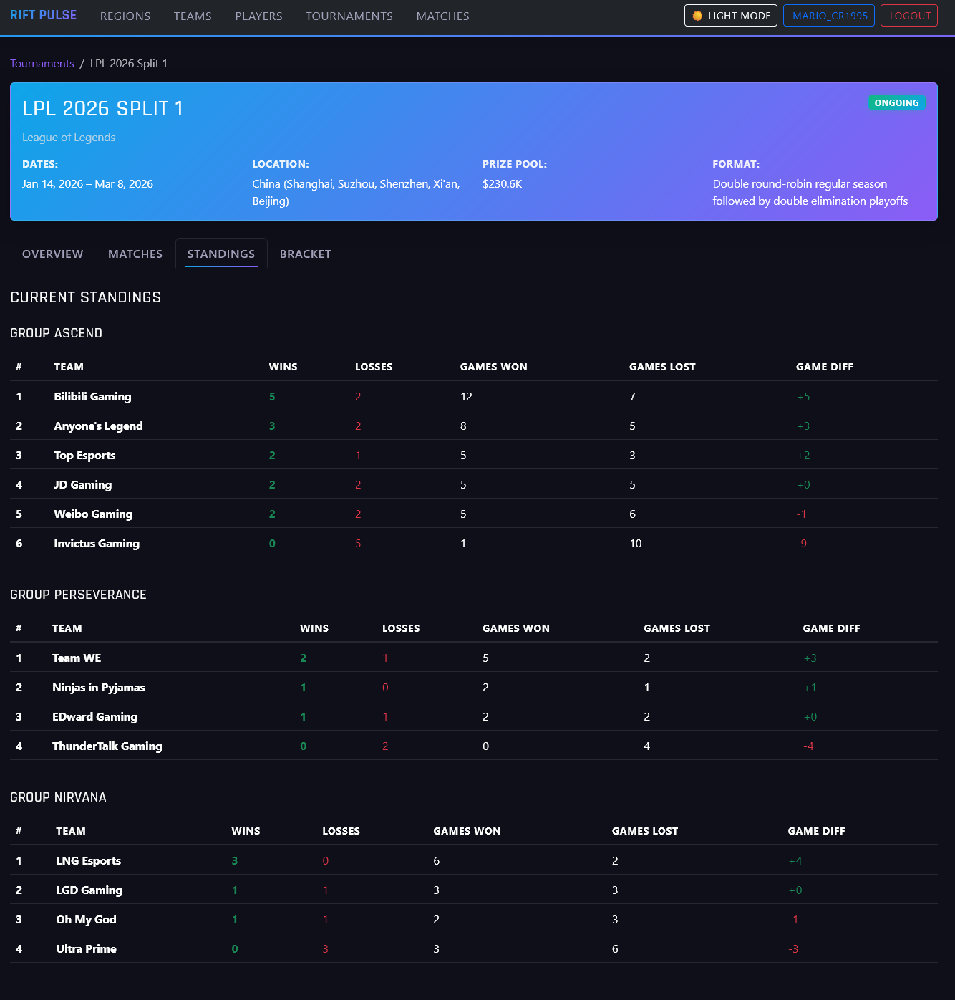 RIFT PULSE REGIONS TEAMS PLAYERS TOURNAMENTS MATCHES LIGHT MODE MARIO_CR1995 LOGOUT
Tournaments / LPL 2026 Split 1
LPL 2026 SPLIT 1 ONGOING
League of Legends
DATES: LOCATION: PRIZE POOL: FORMAT:
Jan 14, 2026 – Mar 8, 2026 China (Shanghai, Suzhou, Shenzhen, Xi'an, $230.6K Double round-robin regular season
Beijing) followed by double elimination playoffs
OVERVIEW MATCHES STANDINGS BRACKET
CURRENT STANDINGS
GROUP ASCEND
# TEAM WINS LOSSES GAMES WON GAMES LOST GAME DIFF
1 Bilibili Gaming 5 2 12 7 +5
2 Anyone's Legend 3 2 8 5 +3
3 Top Esports 2 1 5 3 +2
4 JD Gaming 2 2 5 5 +0
5 Weibo Gaming 2 2 5 6 -1
6 Invictus Gaming 0 5 1 10 -9
GROUP PERSEVERANCE
# TEAM WINS LOSSES GAMES WON GAMES LOST GAME DIFF
1 Team WE 2 1 5 2 +3
2 Ninjas in Pyjamas 1 0 2 1 +1
3 EDward Gaming 1 1 2 2 +0
4 ThunderTalk Gaming 0 2 0 4 -4
GROUP NIRVANA
# TEAM WINS LOSSES GAMES WON GAMES LOST GAME DIFF
1 LNG Esports 3 0 6 2 +4
2 LGD Gaming 1 1 3 3 +0
3 Oh My God 1 1 2 3 -1
4 Ultra Prime 0 3 3 6 -3